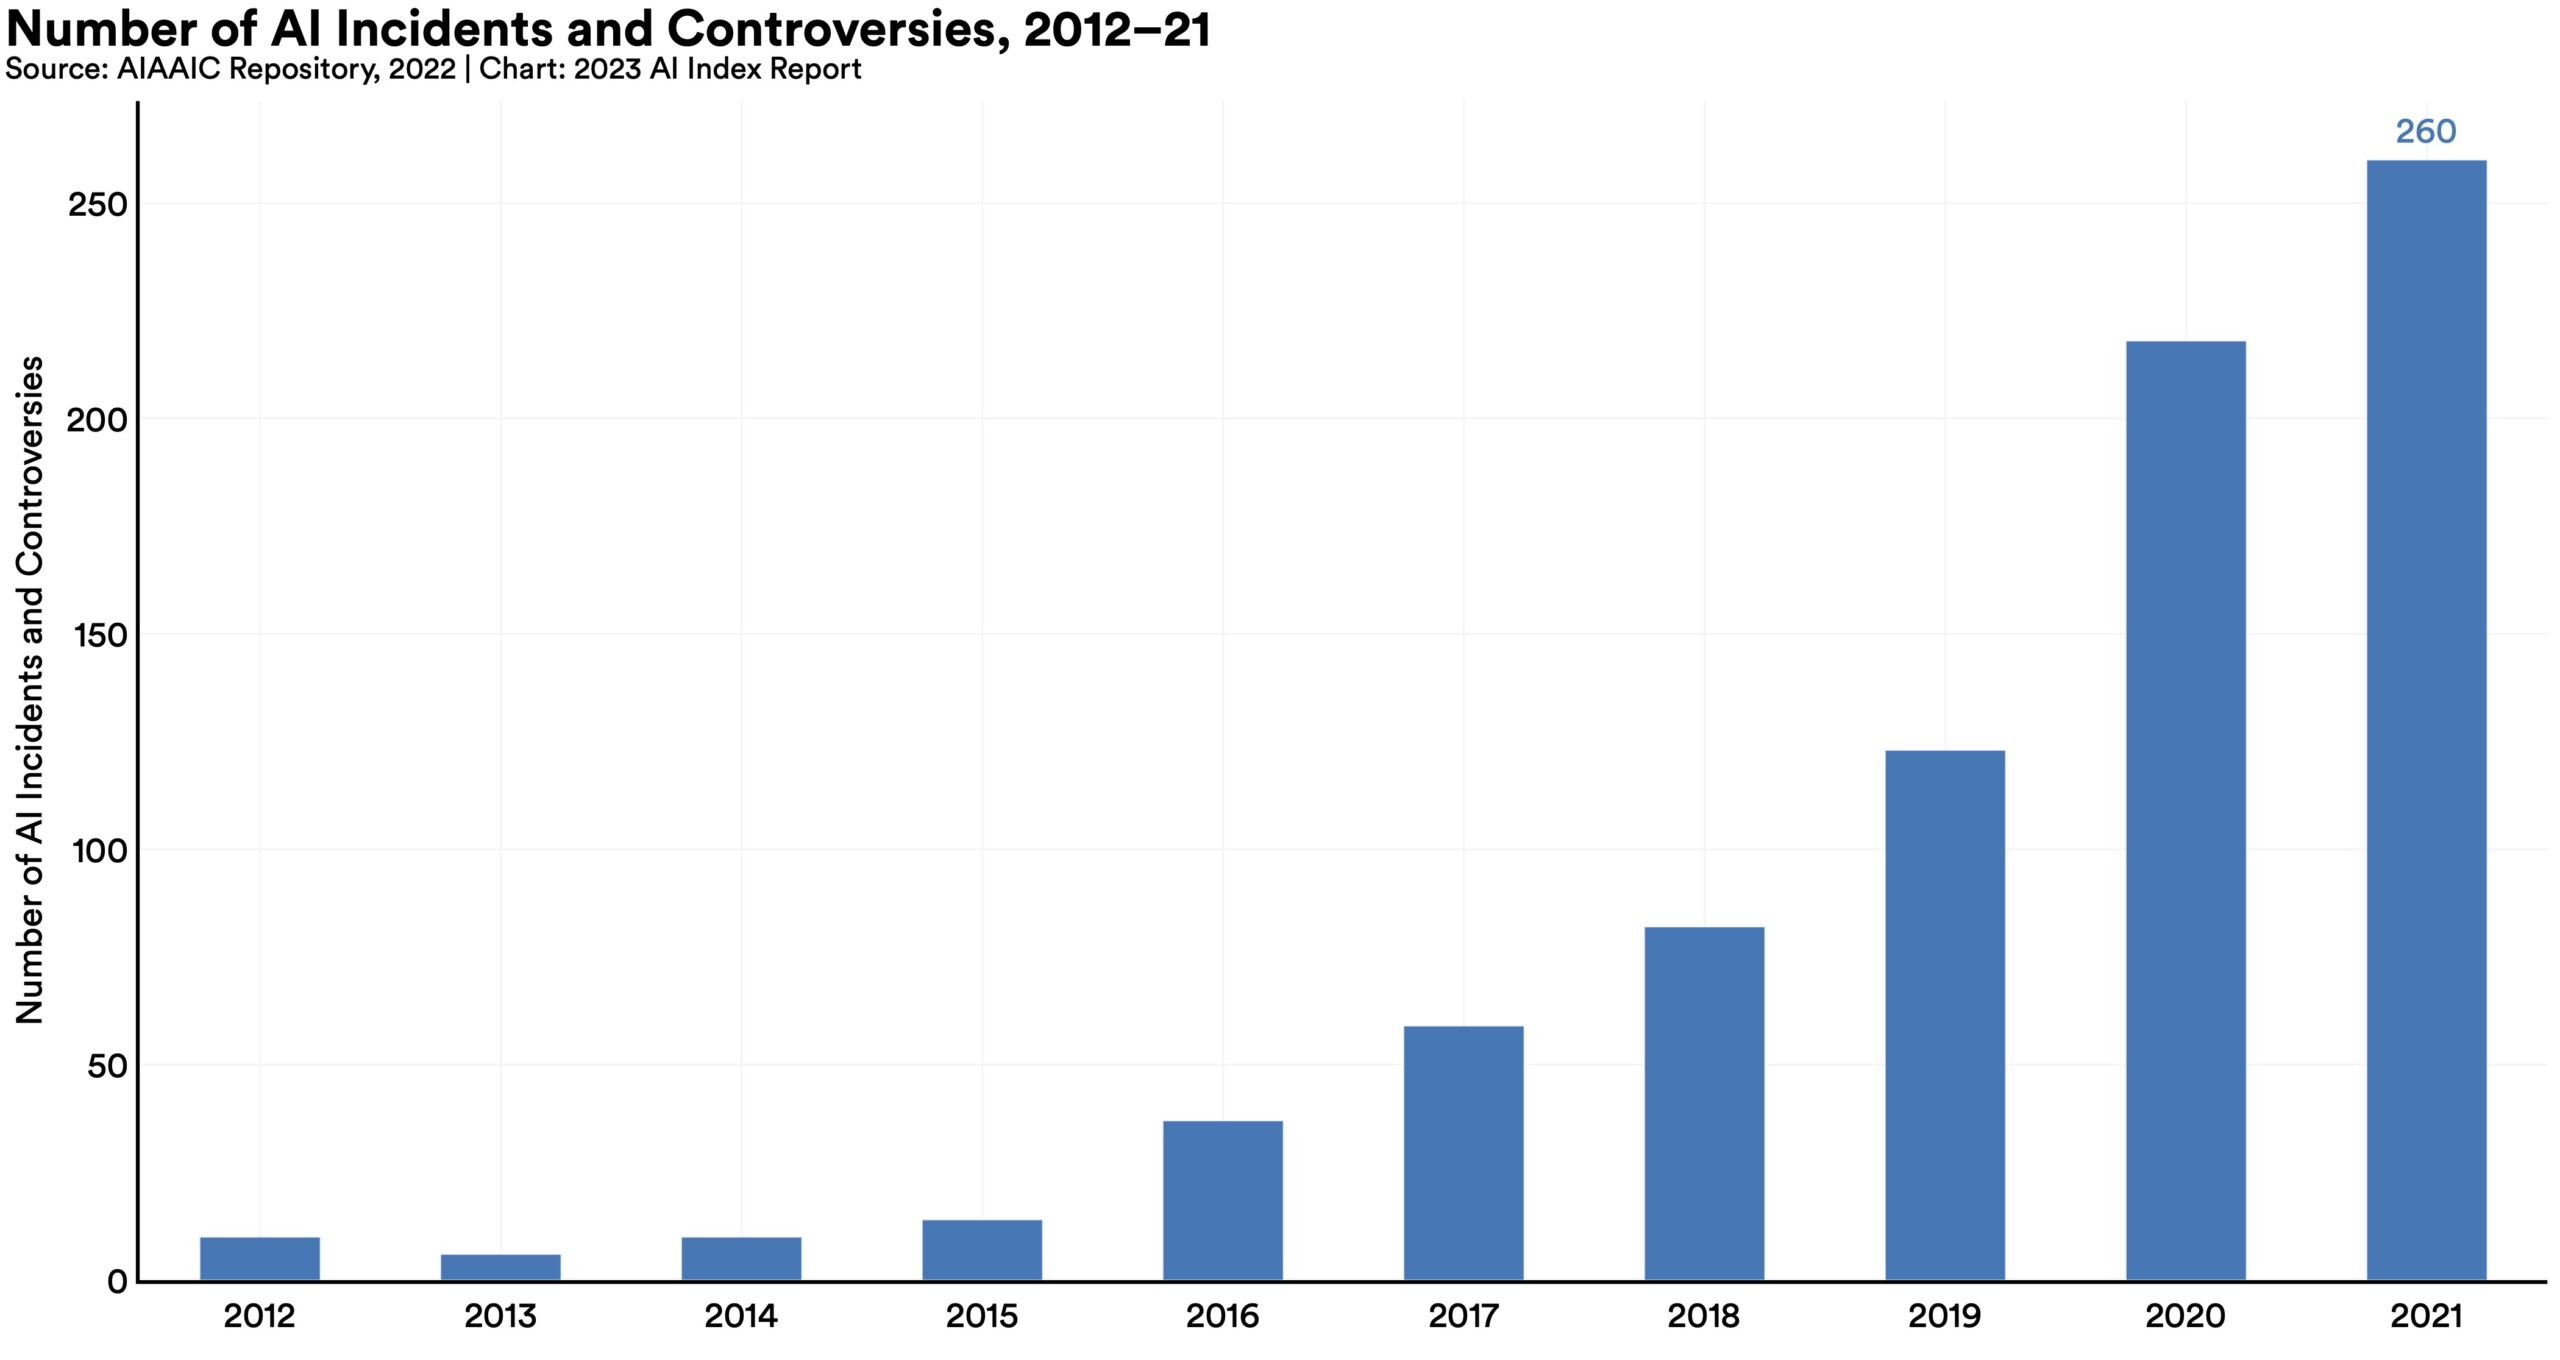 Number of AI Incidents and Controversies, 2012–21
Source: AIAAIC Repository, 2022 | Chart: 2023 AI Index Report
Number of AI Incidents and Controversies
260
250
200
150
100
50
0
2012 2013 2014 2015 2016 2017 2018 2019 2020 2021